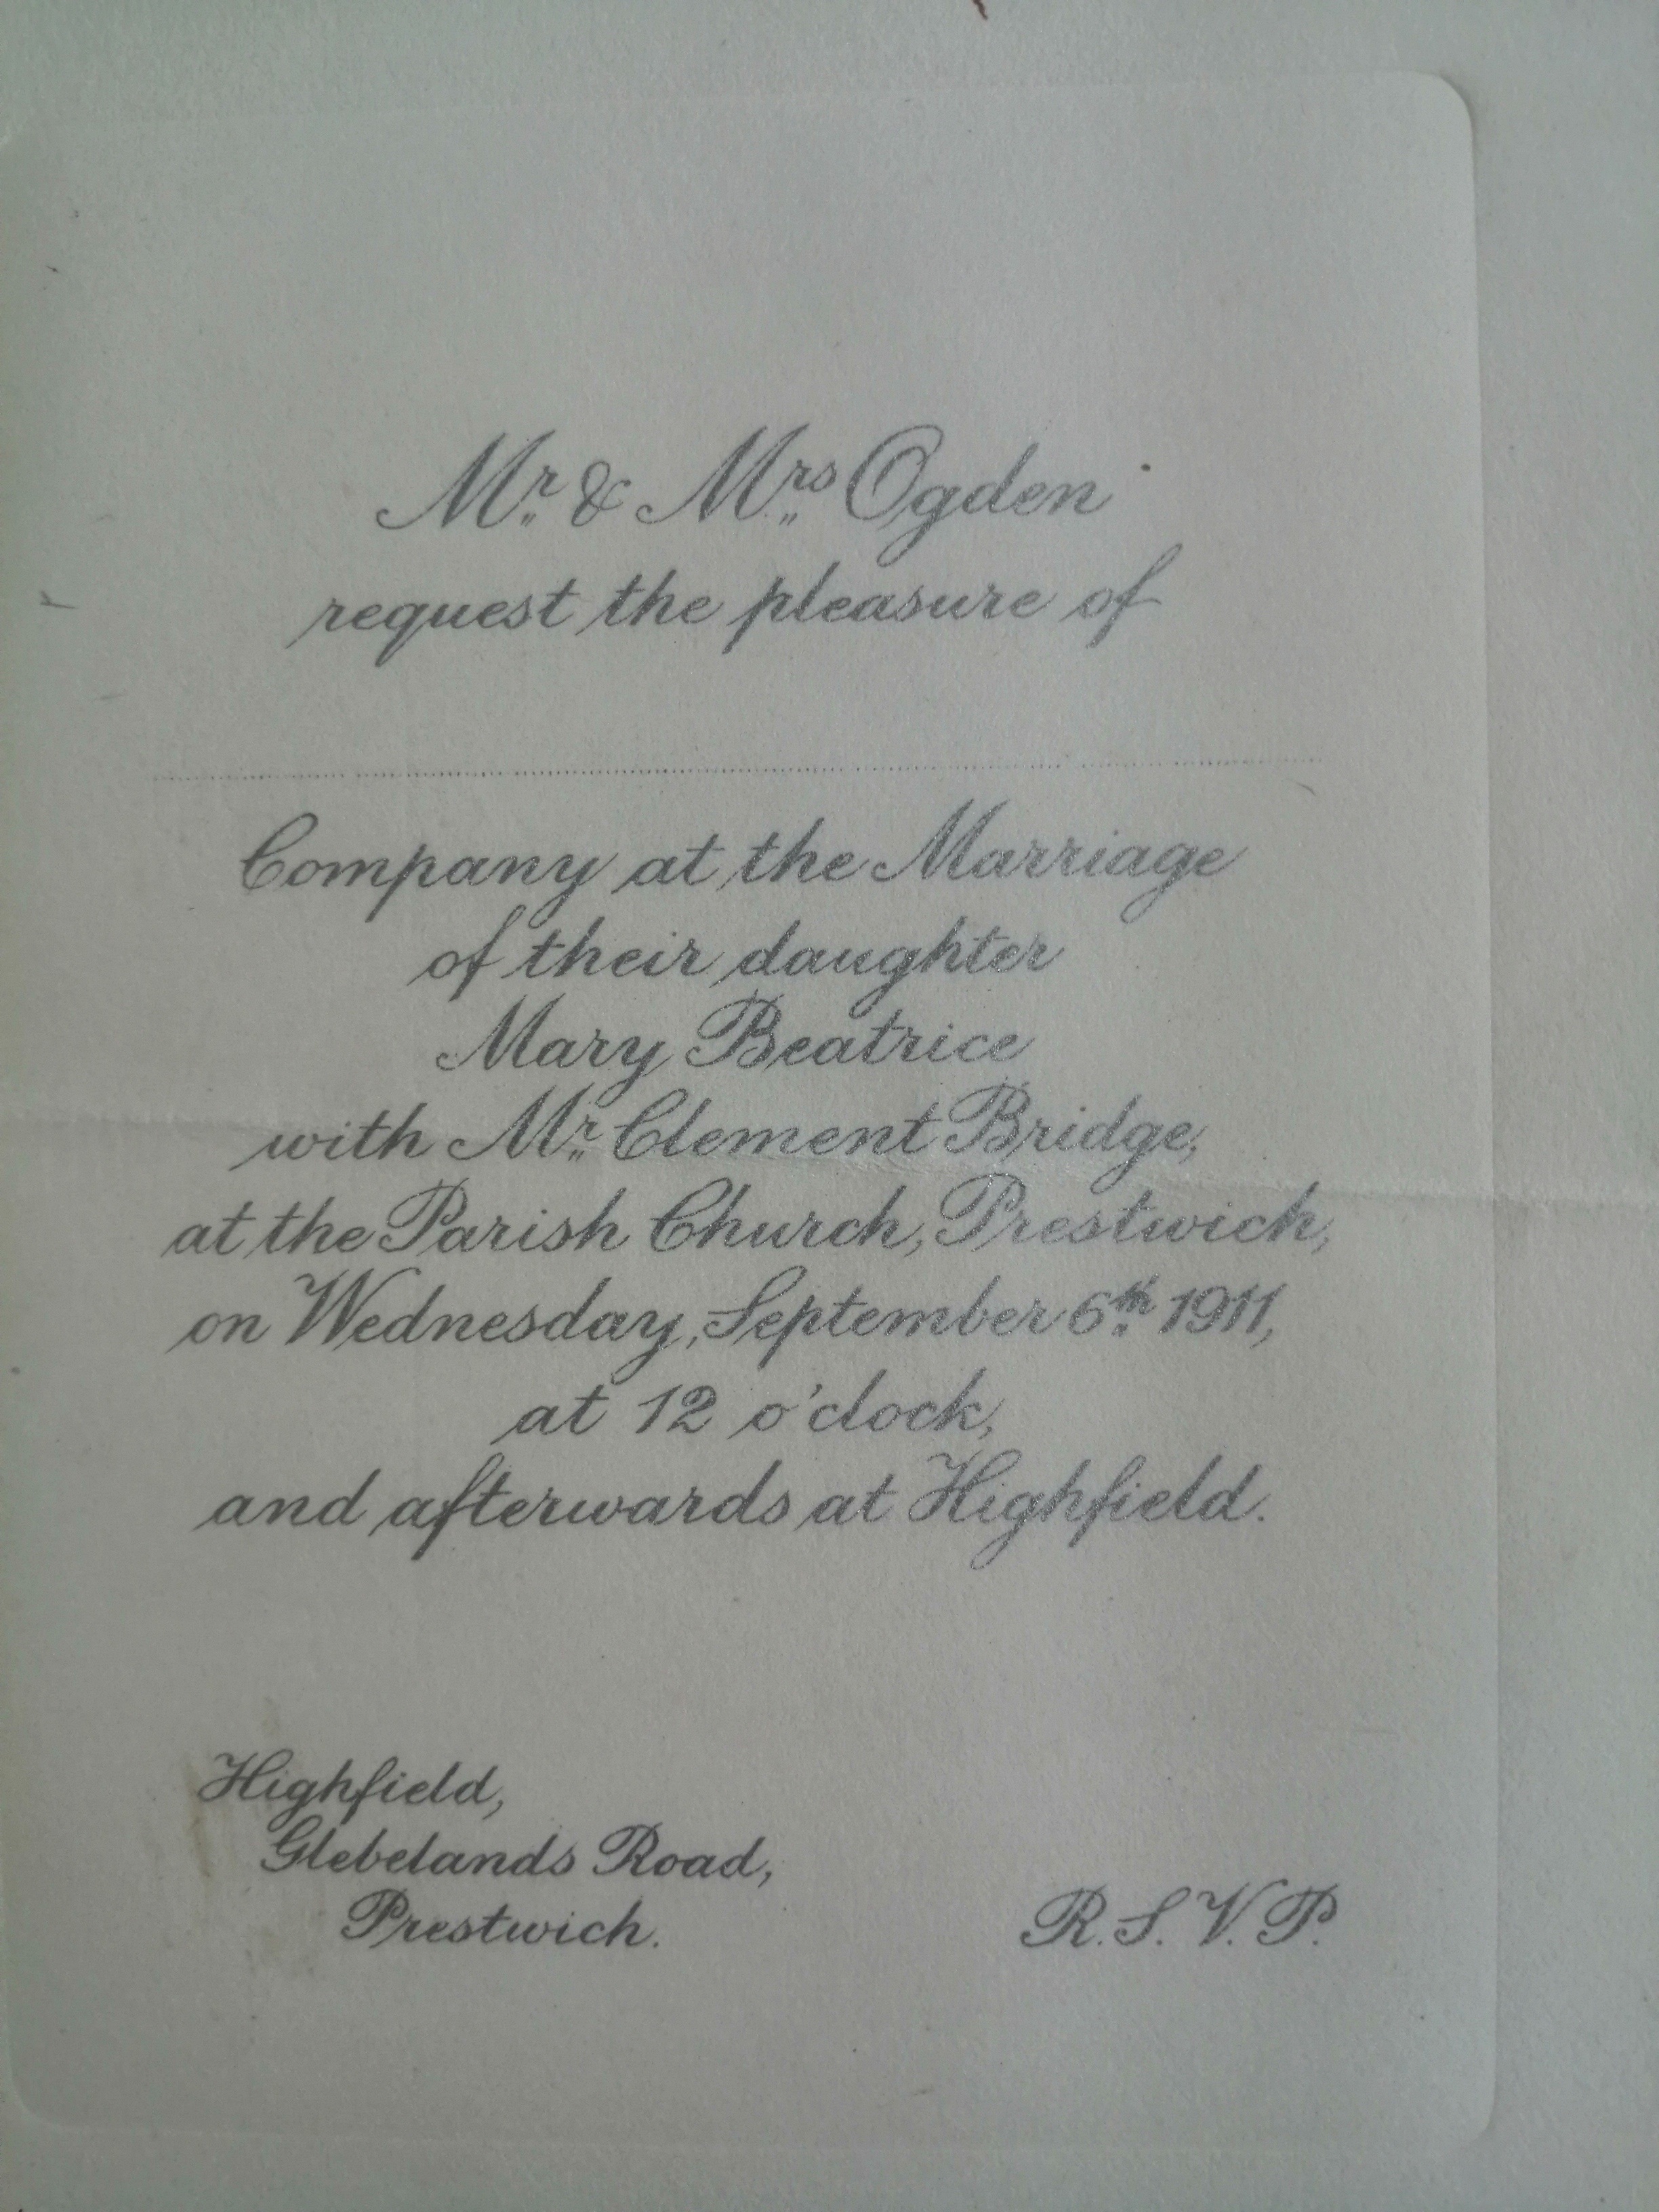 Mr. & Mrs. Ogden
request the pleasure of
Company at the Marriage
of their daughter
Mary Beatrice
with Mr. Clement Bridge,
at the Parish Church, Prestwich,
on Wednesday, September 6th. 1911,
at 12 o'clock,
and afterwards at Highfield.
Highfield,
Glebelands Road,
Prestwich.
R.S.V.P.